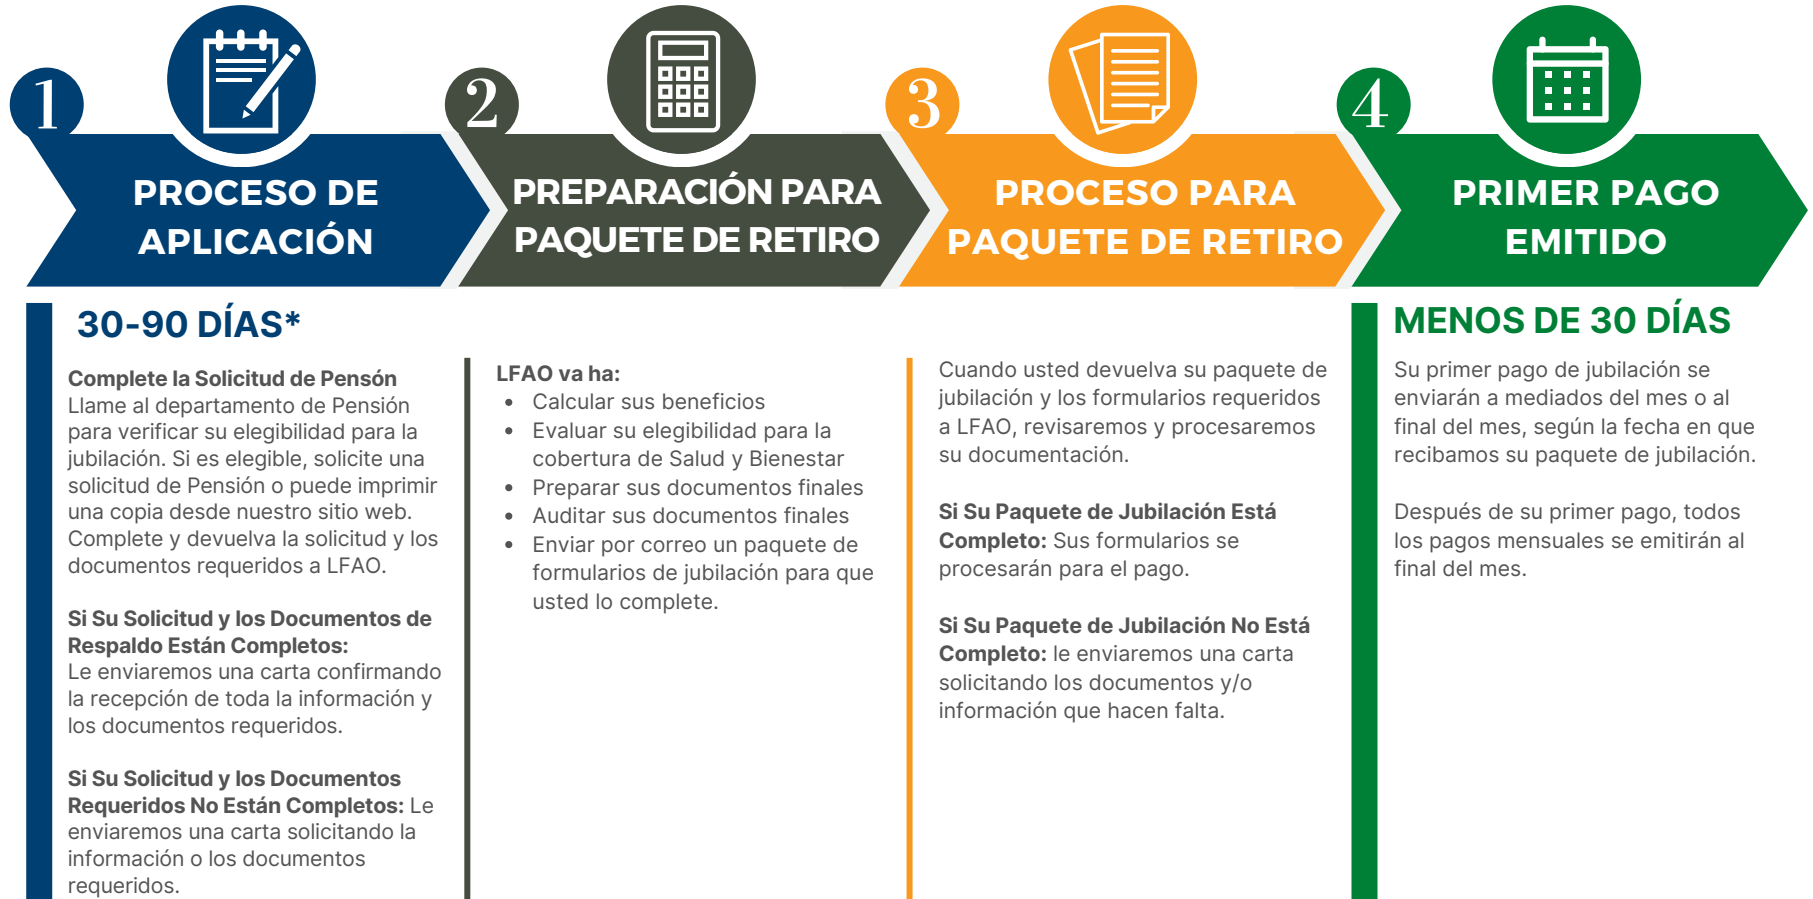 1
PROCESO DE
APLICACIÓN
2
PREPARACIÓN PARA
PAQUETE DE RETIRO
3
PROCESO PARA
PAQUETE DE RETIRO
4
PRIMER PAGO
EMITIDO
30-90 DÍAS*
Complete la Solicitud de Pensón
Llame al departamento de Pensión
para verificar su elegibilidad para la
jubilación. Si es elegible, solicite una
solicitud de Pensión o puede imprimir
una copia desde nuestro sitio web.
Complete y devuelva la solicitud y los
documentos requeridos a LFAO.
Si Su Solicitud y los Documentos de
Respaldo Están Completos:
Le enviaremos una carta confirmando
la recepción de toda la información y
los documentos requeridos.
Si Su Solicitud y los Documentos
Requeridos No Están Completos: Le
enviaremos una carta solicitando la
información o los documentos
requeridos.
LFAO va ha:
• Calcular sus beneficios
• Evaluar su elegibilidad para la
cobertura de Salud y Bienestar
• Preparar sus documentos finales
• Auditar sus documentos finales
• Enviar por correo un paquete de
formularios de jubilación para que
usted lo complete.
Cuando usted devuelva su paquete de
jubilación y los formularios requeridos
a LFAO, revisaremos y procesaremos
su documentación.
Si Su Paquete de Jubilación Está
Completo: Sus formularios se
procesarán para el pago.
Si Su Paquete de Jubilación No Está
Completo: le enviaremos una carta
solicitando los documentos y/o
información que hacen falta.
MENOS DE 30 DÍAS
Su primer pago de jubilación se
enviarán a mediados del mes o al
final del mes, según la fecha en que
recibamos su paquete de jubilación.
Después de su primer pago, todos
los pagos mensuales se emitirán al
final del mes.